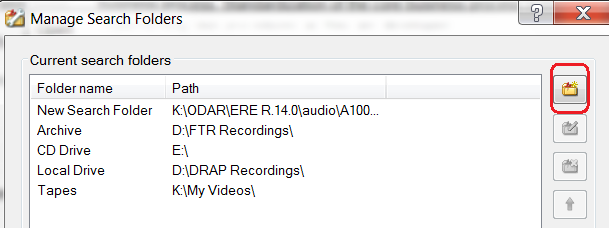 Manage Search Folders
Current search folders
Folder name Path
New Search Folder K:\ODAR\ERE R.14.0\audio\A100...
Archive D:\FTR Recordings\
CD Drive E:\
Local Drive D:\DRAP Recordings\
Tapes K:\My Videos\